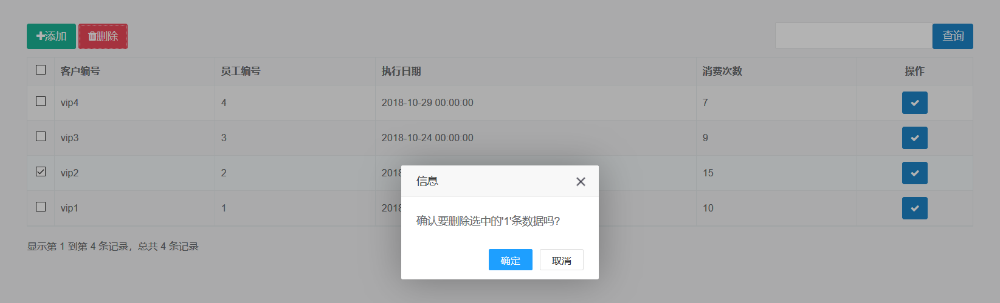 添加 删除 查询
客户编号 员工编号 执行日期 消费次数 操作
vip4 4 2018-10-29 00:00:00 7
vip3 3 2018-10-24 00:00:00 9
vip2 2 2018 15
vip1 1 2018 10
显示第 1 到第 4 条记录，总共 4 条记录
信息
确认要删除选中的'1'条数据吗?
确定 取消